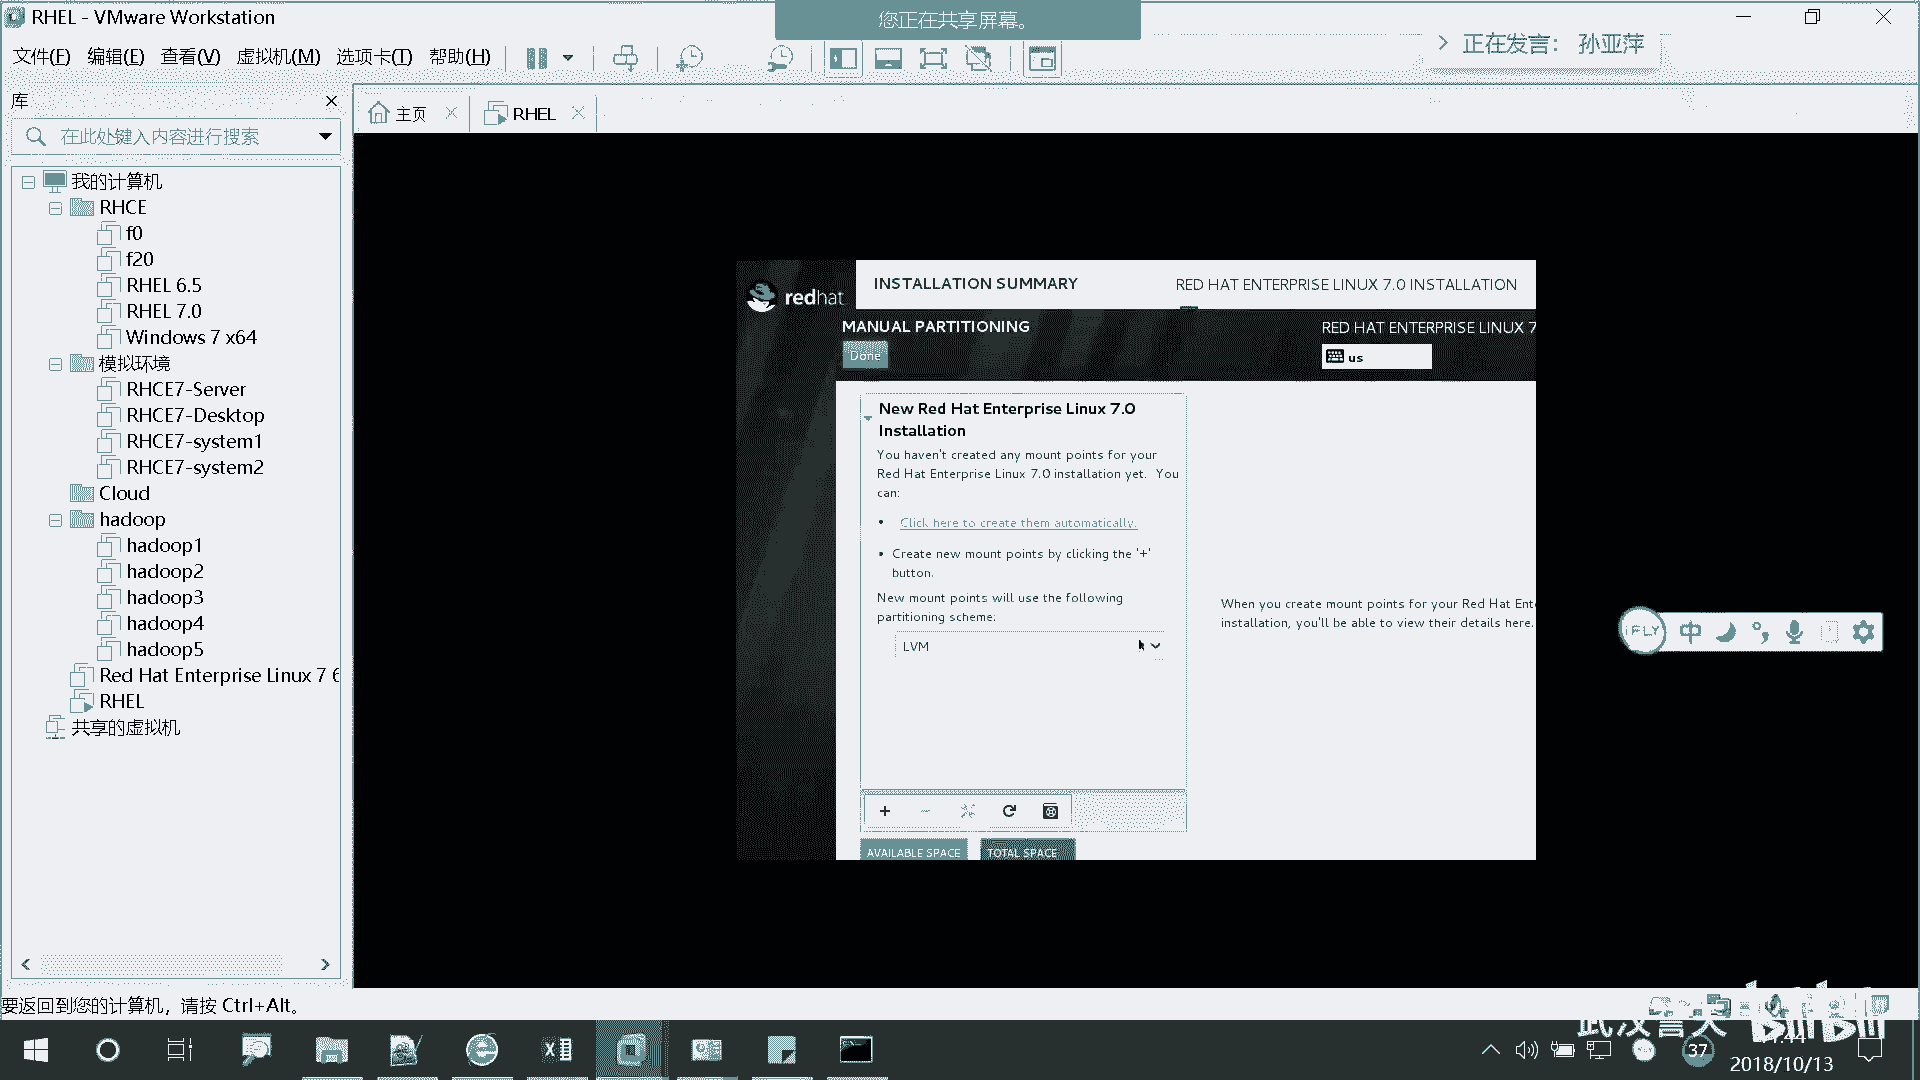 RHEL - VMware Workstation
您正在共享屏幕。
正在发言: 孙亚萍
文件(F) 编辑(E) 查看(V) 虚拟机(M) 选项卡(T) 帮助(H)
库
主页
RHEL
在此处键入内容进行搜索
我的计算机
RHCE
f0
f20
RHEL 6.5
RHEL 7.0
Windows 7 x64
模拟环境
RHCE7-Server
RHCE7-Desktop
RHCE7-system1
RHCE7-system2
Cloud
hadoop
hadoop1
hadoop2
hadoop3
hadoop4
hadoop5
Red Hat Enterprise Linux 7 6
RHEL
共享的虚拟机
redhat
INSTALLATION SUMMARY
RED HAT ENTERPRISE LINUX 7.0 INSTALLATION
MANUAL PARTITIONING
RED HAT ENTERPRISE LINUX 7
Done
us
New Red Hat Enterprise Linux 7.0
Installation
You haven't created any mount points for your
Red Hat Enterprise Linux 7.0 installation yet. You
can:
• Click here to create them automatically.
• Create new mount points by clicking the '+'
button.
New mount points will use the following
partitioning scheme:
LVM
When you create mount points for your Red Hat Ente
installation, you'll be able to view their details here.
+ -
AVAILABLE SPACE
TOTAL SPACE
iFLY 中
要返回到您的计算机，请按 Ctrl+Alt。
bilibili
37
2018/10/13